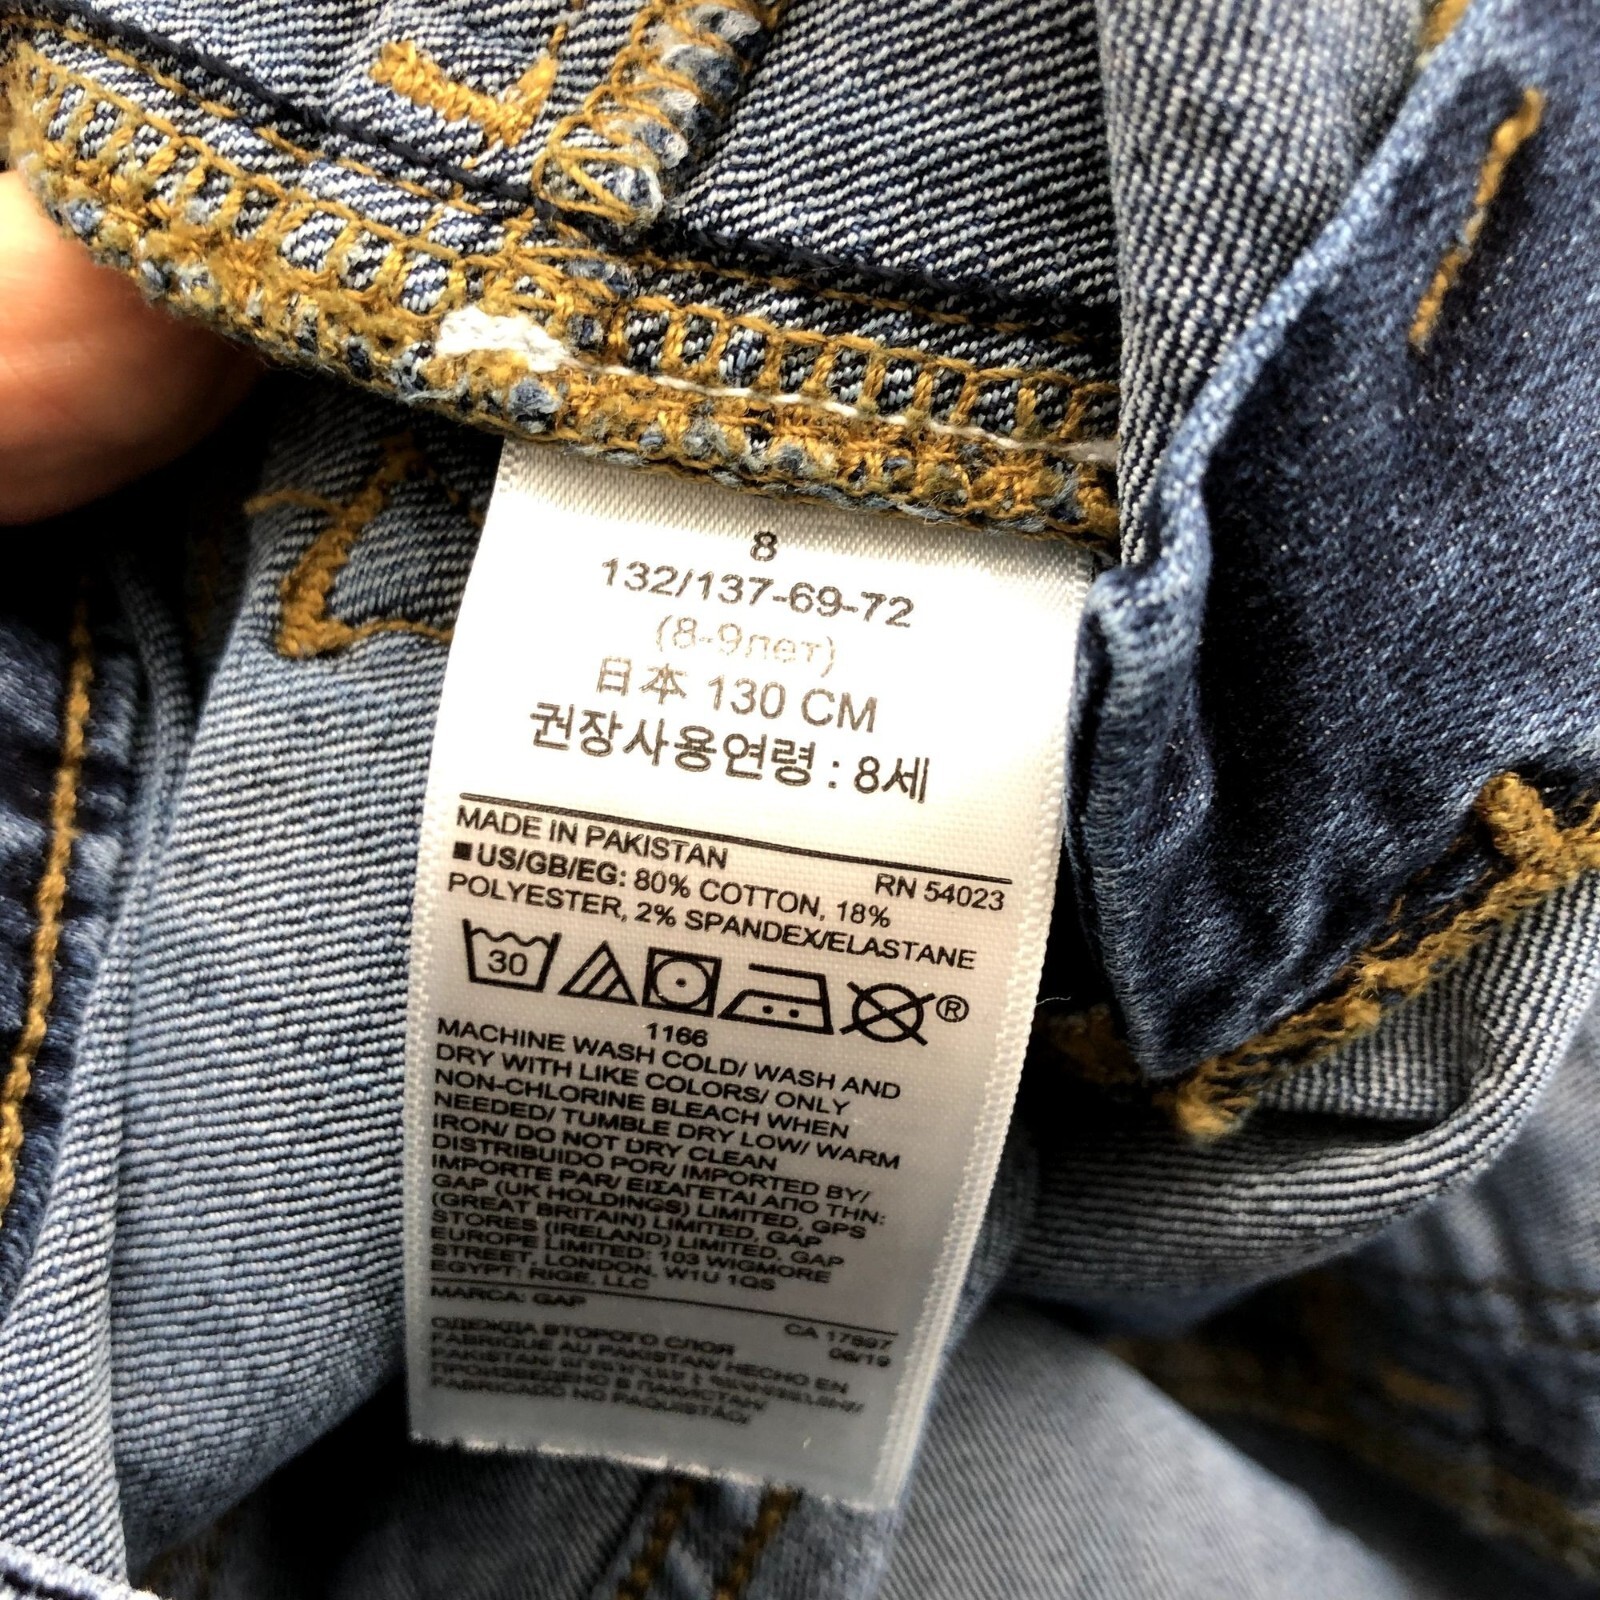 8
132/137-69-72
(8-9лет)
日本 130 CM
권장사용연령 : 8세
MADE IN PAKISTAN
RN 54023
■US/GB/EG: 80% COTTON, 18%
POLYESTER, 2% SPANDEX/ELASTANE
30
®
1166
MACHINE WASH COLD/ WASH AND
DRY WITH LIKE COLORS/ ONLY
NON-CHLORINE BLEACH WHEN
NEEDED/ TUMBLE DRY LOW/ WARM
IRON/ DO NOT DRY CLEAN
DISTRIBUIDO POR/ IMPORTED BY/
IMPORTE PAR/ ΕΙΣΑΓΕΤΑΙ ΑΠΟ ΤΗΝ:
GAP (UK HOLDINGS) LIMITED, GPS
(GREAT BRITAIN) LIMITED, GAP
STORES (IRELAND) LIMITED. GAP
EUROPE LIMITED: 103 WIGMORE
STREET, LONDON. W1U 1QS
EGYPT: RIGE, LLC
MARCA: GAP
CA 17897
ОДЕЖДА ВТОРОГО СЛОЯ
06/19
FABRIQUE AU PAKISTAN/ HECHO EN
PAKISTAN/
ПРОИЗВЕДЕНО В ПАКИСТАН/
FABRICADO NO PAQUISTÃO/